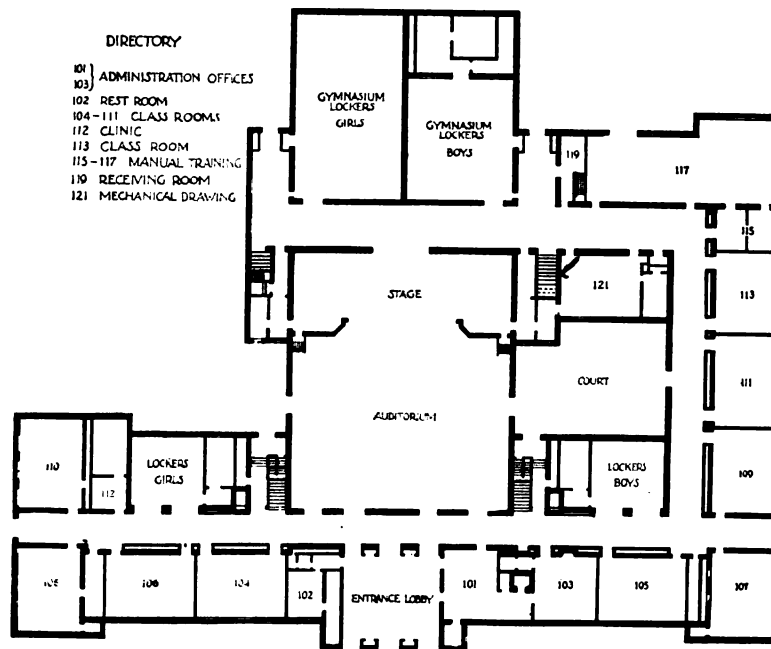 DIRECTORY
101
103 } ADMINISTRATION OFFICES
102 REST ROOM
104-111 CLASS ROOMS
112 CLINIC
113 CLASS ROOM
115-117 MANUAL TRAINING
119 RECEIVING ROOM
121 MECHANICAL DRAWING
GYMNASIUM
LOCKERS
GIRLS
GYMNASIUM
LOCKERS
BOYS
119
117
115
STAGE
121
113
COURT
111
AUDITORIUM
110
112
LOCKERS
GIRLS
LOCKERS
BOYS
109
106
104
102
ENTRANCE LOBBY
101
103
105
107